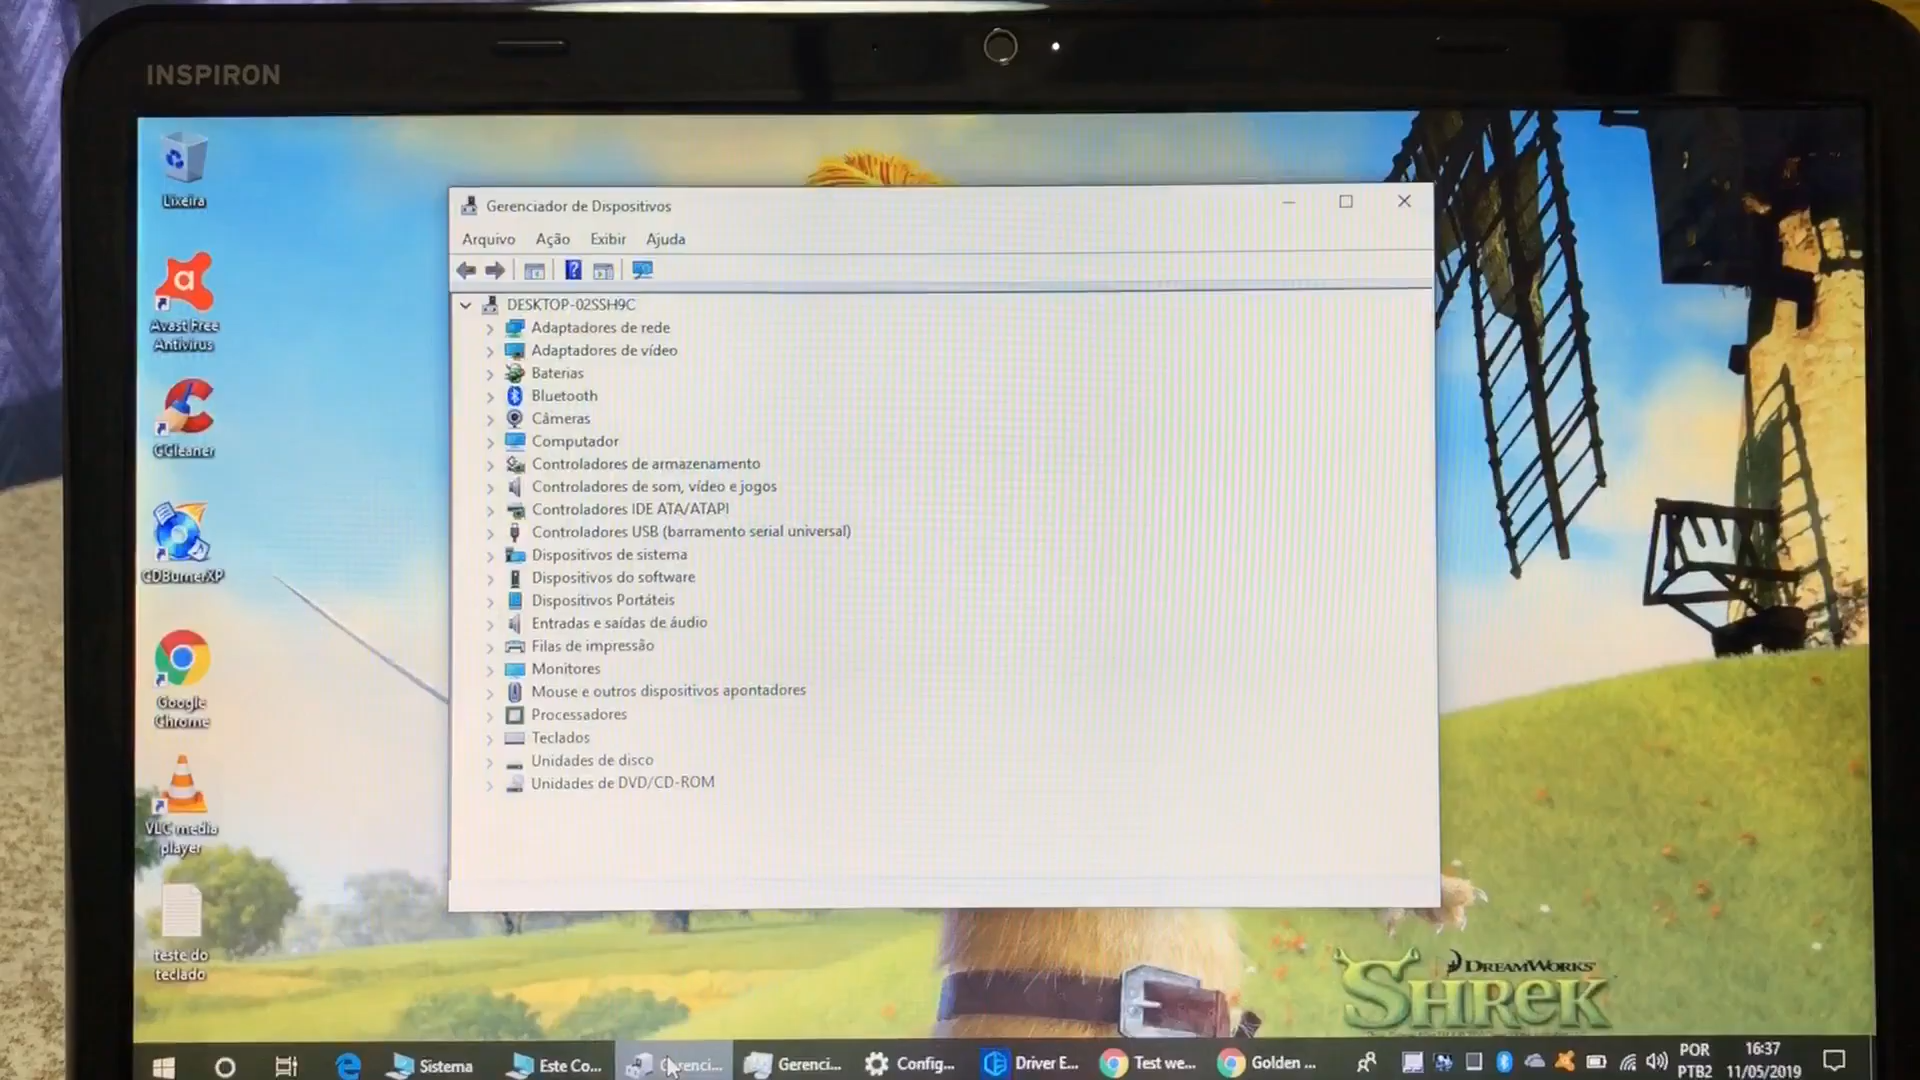 INSPIRON
Lixeira
Avast Free
Antivirus
CCleaner
CDBurnerXP
Google
Chrome
VLC media
player
teste do
teclado
Gerenciador de Dispositivos
Arquivo Ação Exibir Ajuda
DESKTOP-02SSH9C
Adaptadores de rede
Adaptadores de vídeo
Baterias
Bluetooth
Câmeras
Computador
Controladores de armazenamento
Controladores de som, vídeo e jogos
Controladores IDE ATA/ATAPI
Controladores USB (barramento serial universal)
Dispositivos de sistema
Dispositivos do software
Dispositivos Portáteis
Entradas e saídas de áudio
Filas de impressão
Monitores
Mouse e outros dispositivos apontadores
Processadores
Teclados
Unidades de disco
Unidades de DVD/CD-ROM
DREAMWORKS
SHREK
Sistema Este Co... Gerenci... Gerenci... Config... Driver E... Test we... Golden ...
POR
PTB2
16:37
11/05/2019